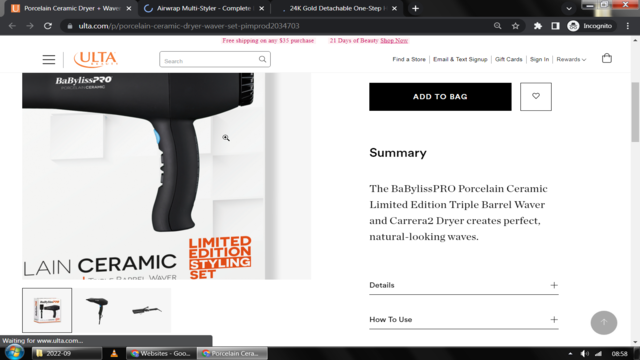 Porcelain Ceramic Dryer + Waver
Airwrap Multi-Styler - Complete
24K Gold Detachable One-Step H
ulta.com/p/porcelain-ceramic-dryer-waver-set-pimprod2034703
Incognito
Free shipping on any $35 purchase 21 Days of Beauty Shop Now
ULTA
Search
Find a Store
Email & Text Signup
Gift Cards
Sign In
Rewards
BaBylissPRO
PORCELAIN CERAMIC
LAIN CERAMIC
TRIPLE BARREL WAVER
LIMITED
EDITION
STYLING
SET
ADD TO BAG
Summary
The BaBylissPRO Porcelain Ceramic
Limited Edition Triple Barrel Waver
and Carrera2 Dryer creates perfect,
natural-looking waves.
Details
How To Use
Waiting for www.ulta.com...
2022-09
Websites - Goo...
Porcelain Cera...
08:58